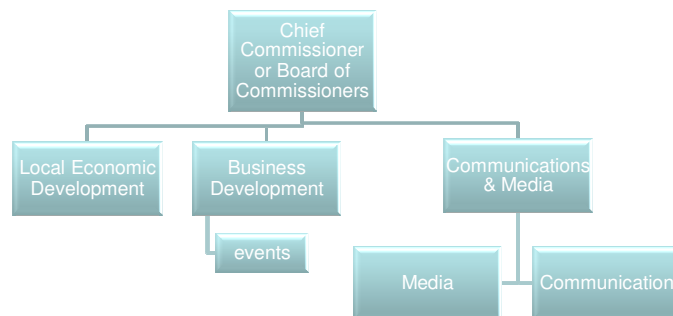 Chief
Commissioner
or Board of
Commissioners
Local Economic
Development
Business
Development
Communications
& Media
events
Media
Communication